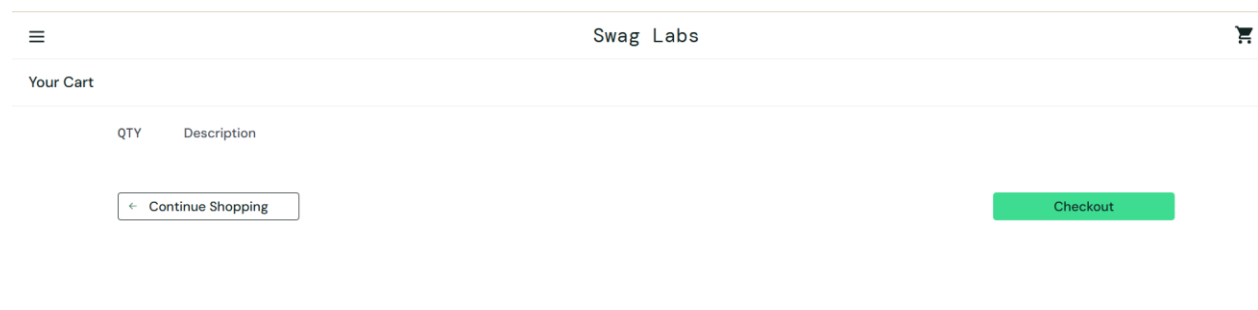 Swag Labs
Your Cart
QTY Description
← Continue Shopping
Checkout